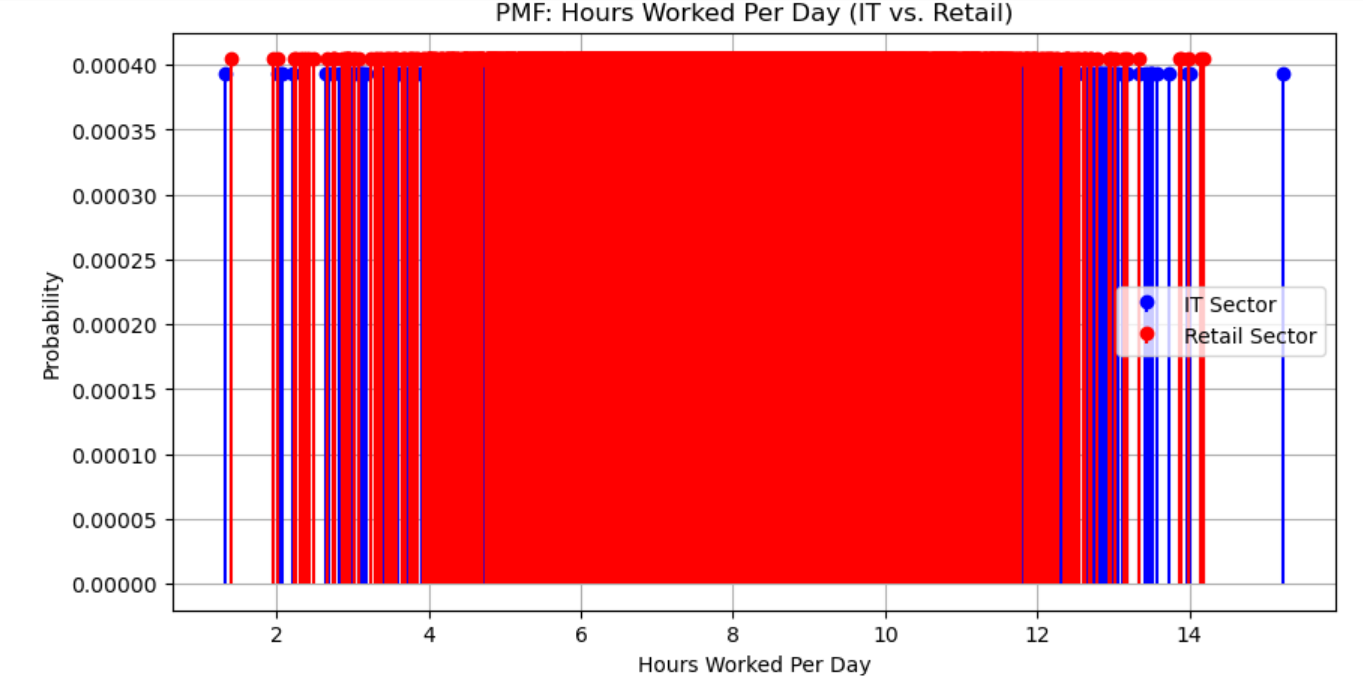 PMF: Hours Worked Per Day (IT vs. Retail)
0.00040
0.00035
0.00030
0.00025
0.00020
0.00015
0.00010
0.00005
0.00000
Probability
IT Sector
Retail Sector
2 4 6 8 10 12 14
Hours Worked Per Day